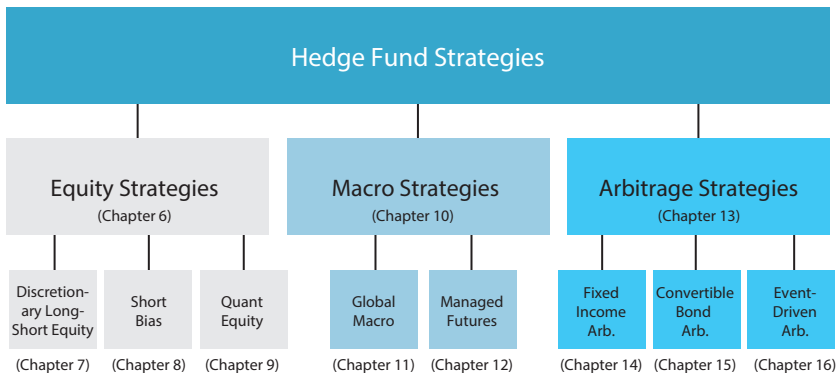 Hedge Fund Strategies
Equity Strategies
(Chapter 6)
Macro Strategies
(Chapter 10)
Arbitrage Strategies
(Chapter 13)
Discretion-
ary Long-
Short Equity
(Chapter 7)
Short
Bias
(Chapter 8)
Quant
Equity
(Chapter 9)
Global
Macro
(Chapter 11)
Managed
Futures
(Chapter 12)
Fixed
Income
Arb.
(Chapter 14)
Convertible
Bond
Arb.
(Chapter 15)
Event-
Driven
Arb.
(Chapter 16)